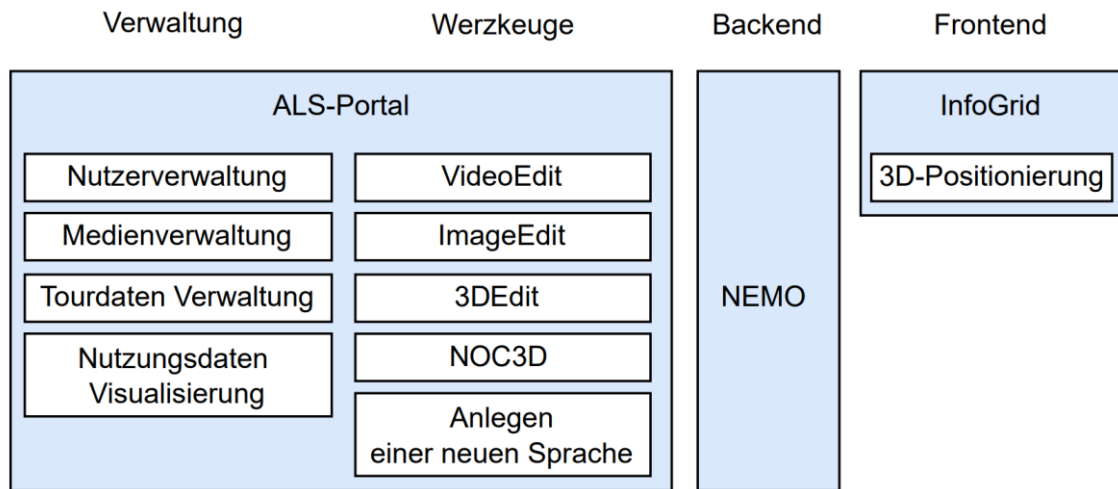 Verwaltung
Werzkeuge
Backend
Frontend
ALS-Portal
Nutzerverwaltung
Medienverwaltung
Tourdaten Verwaltung
Nutzungsdaten
Visualisierung
VideoEdit
ImageEdit
3DEdit
NOC3D
Anlegen
einer neuen Sprache
NEMO
InfoGrid
3D-Positionierung